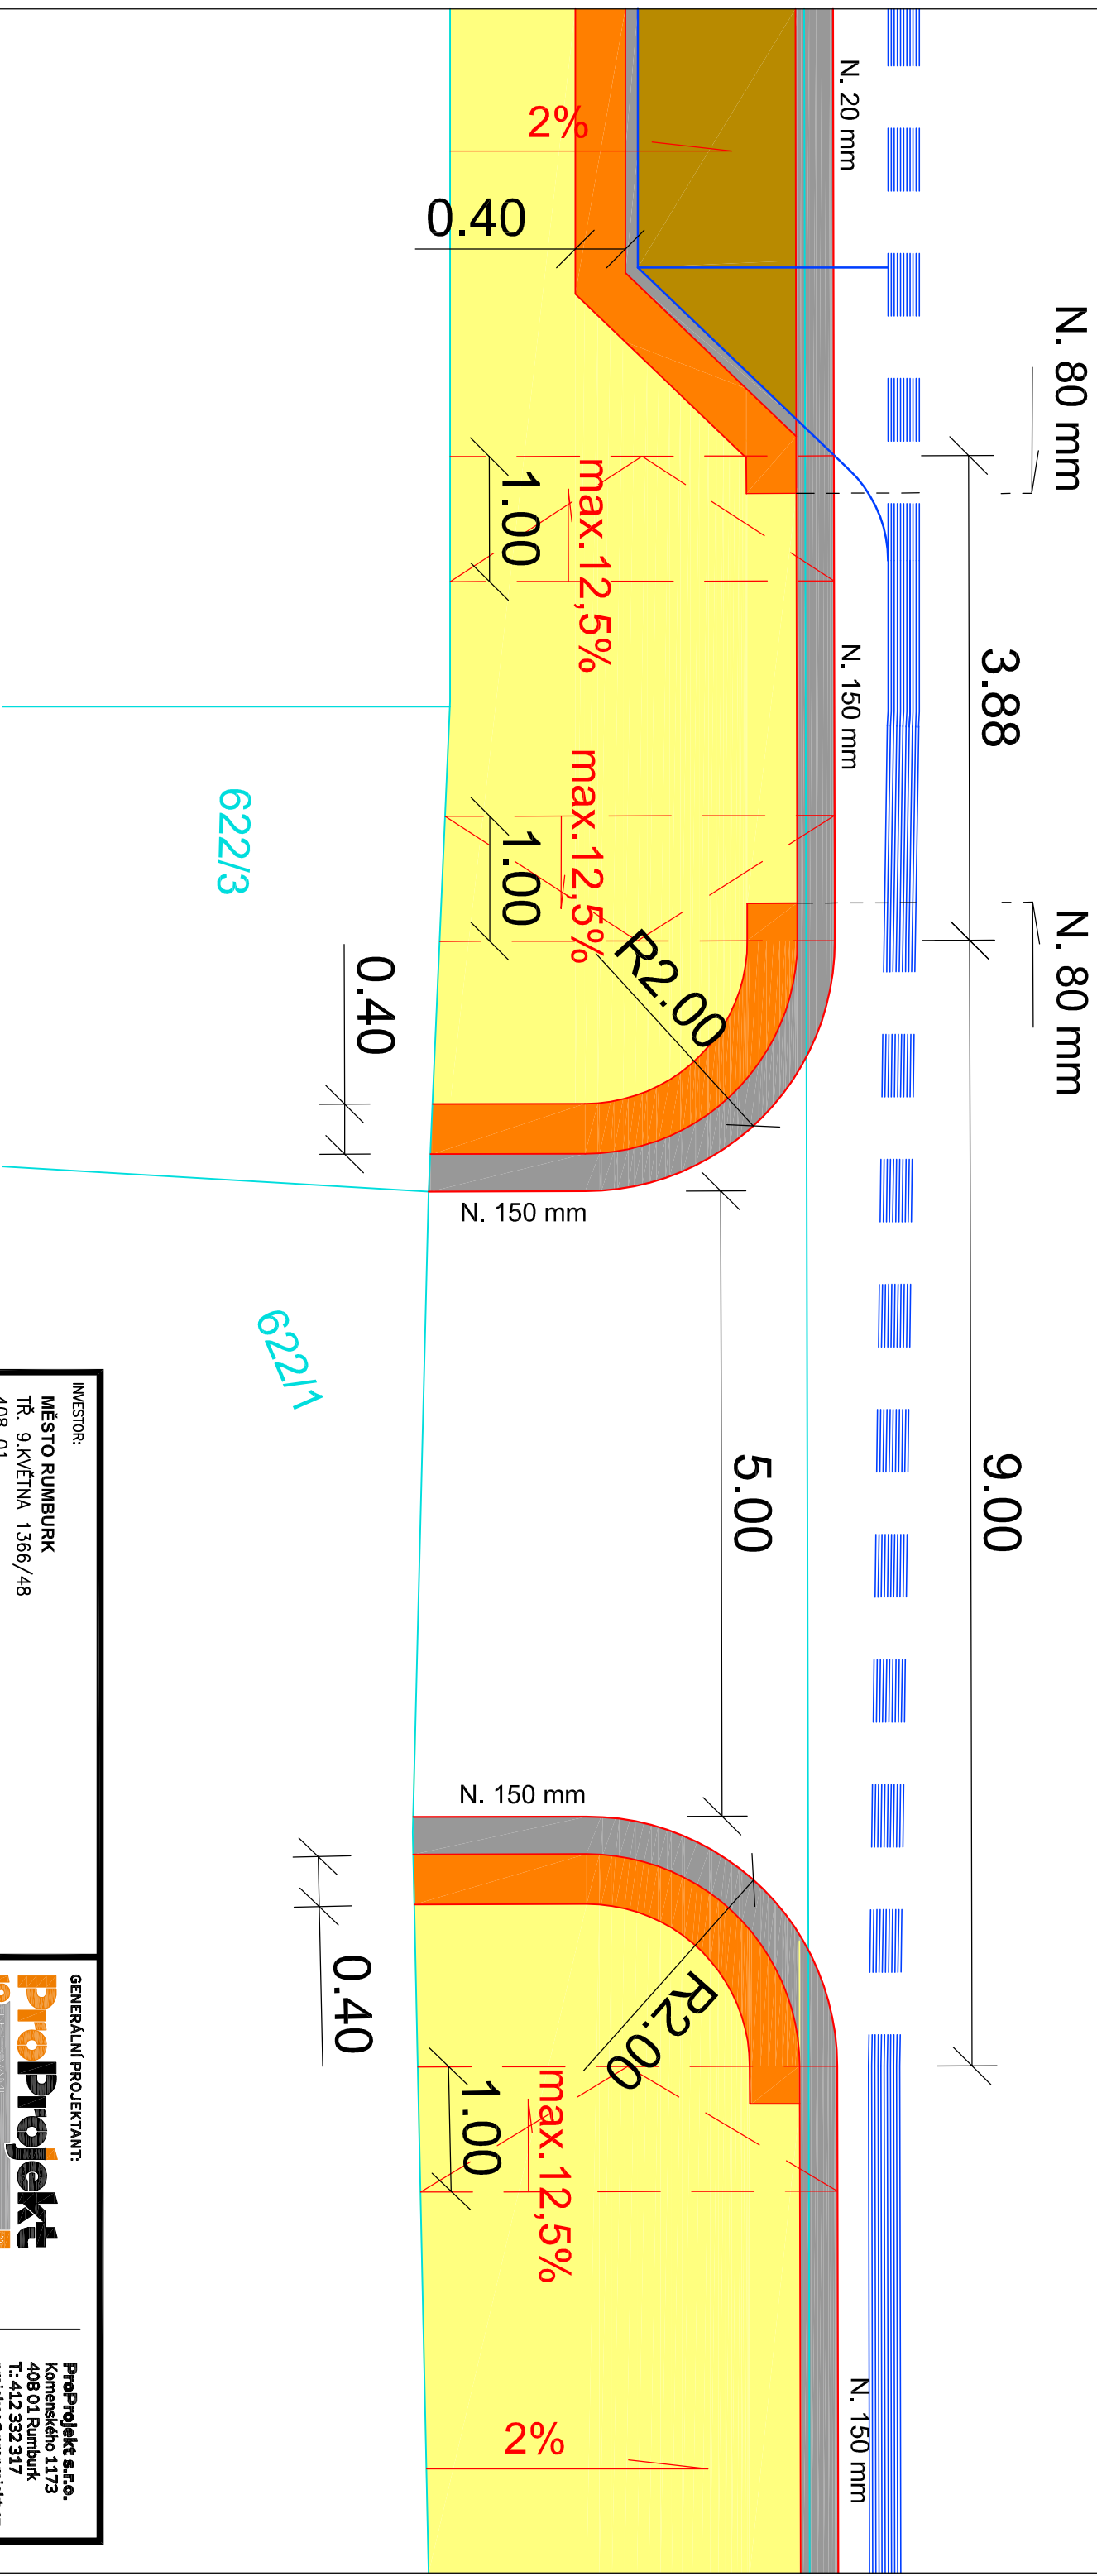 N. 20 mm
2%
0.40
N. 80 mm
3.88
max.12,5%
1.00
N. 150 mm
max.12,5%
1.00
N. 80 mm
R2.00
622/3
0.40
N. 150 mm
9.00
5.00
622/1
N. 150 mm
0.40
R2.00
max.12,5%
1.00
2%
N. 150 mm
INVESTOR:
MĚSTO RUMBURK
TŘ. 9.KVĚTNA 1366/48
408 01
GENERÁLNÍ PROJEKTANT:
ProProjekt
ProProjekt s.r.o.
Komenského 1173
408 01 Rumburk
T.: 412 332 317